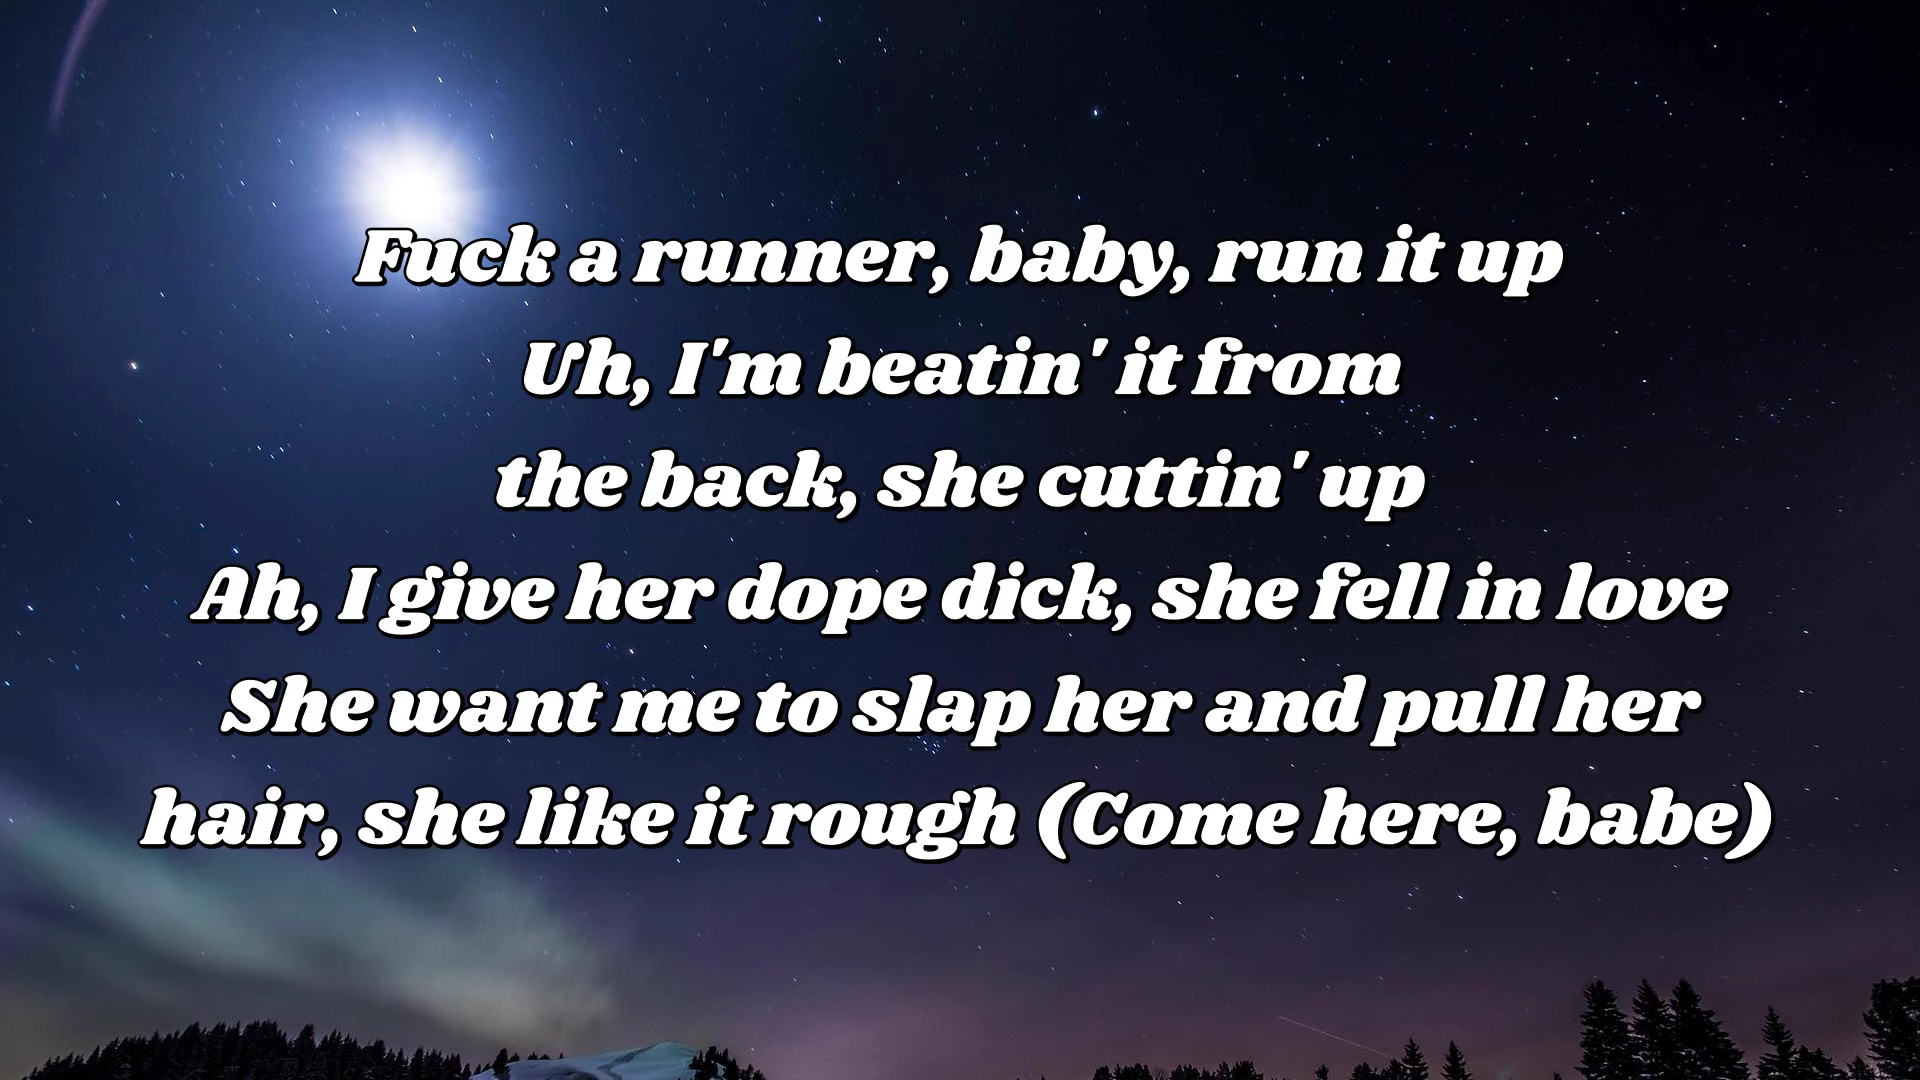 Fuck a runner, baby, run it up
Uh, I'm beatin' it from
the back, she cuttin' up
Ah, I give her dope dick, she fell in love
She want me to slap her and pull her
hair, she like it rough (Come here, babe)